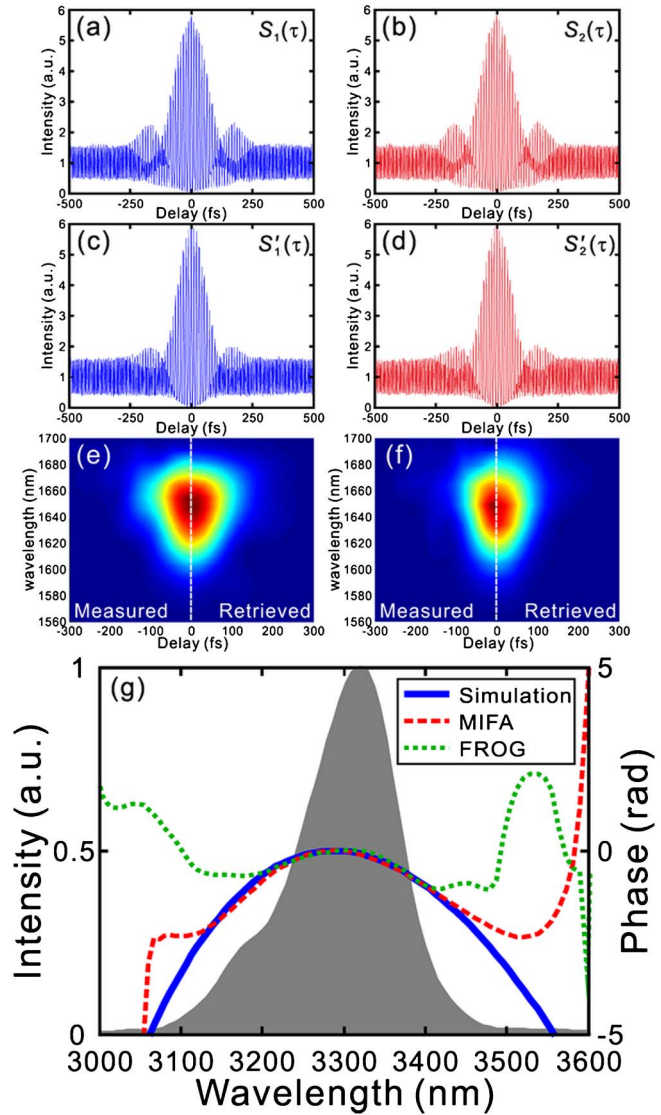 (a) S₁(τ)
Intensity (a.u.)
6
5
4
3
2
1
0
-500 -250 0 250 500
Delay (fs)
(b) S₂(τ)
Intensity (a.u.)
6
5
4
3
2
1
0
-500 -250 0 250 500
Delay (fs)
(c) S′₁(τ)
Intensity (a.u.)
6
5
4
3
2
1
0
-500 -250 0 250 500
Delay (fs)
(d) S′₂(τ)
Intensity (a.u.)
6
5
4
3
2
1
0
-500 -250 0 250 500
Delay (fs)
(e)
wavelength (nm)
1700
1680
1660
1640
1620
1600
1580
1560
Measured Retrieved
-300 -200 -100 0 100 200 300
Delay (fs)
(f)
wavelength (nm)
1700
1680
1660
1640
1620
1600
1580
1560
Measured Retrieved
-300 -200 -100 0 100 200 300
Delay (fs)
(g)
Simulation
MIFA
FROG
Intensity (a.u.)
1
0.5
0
Phase (rad)
5
0
-5
3000 3100 3200 3300 3400 3500 3600
Wavelength (nm)